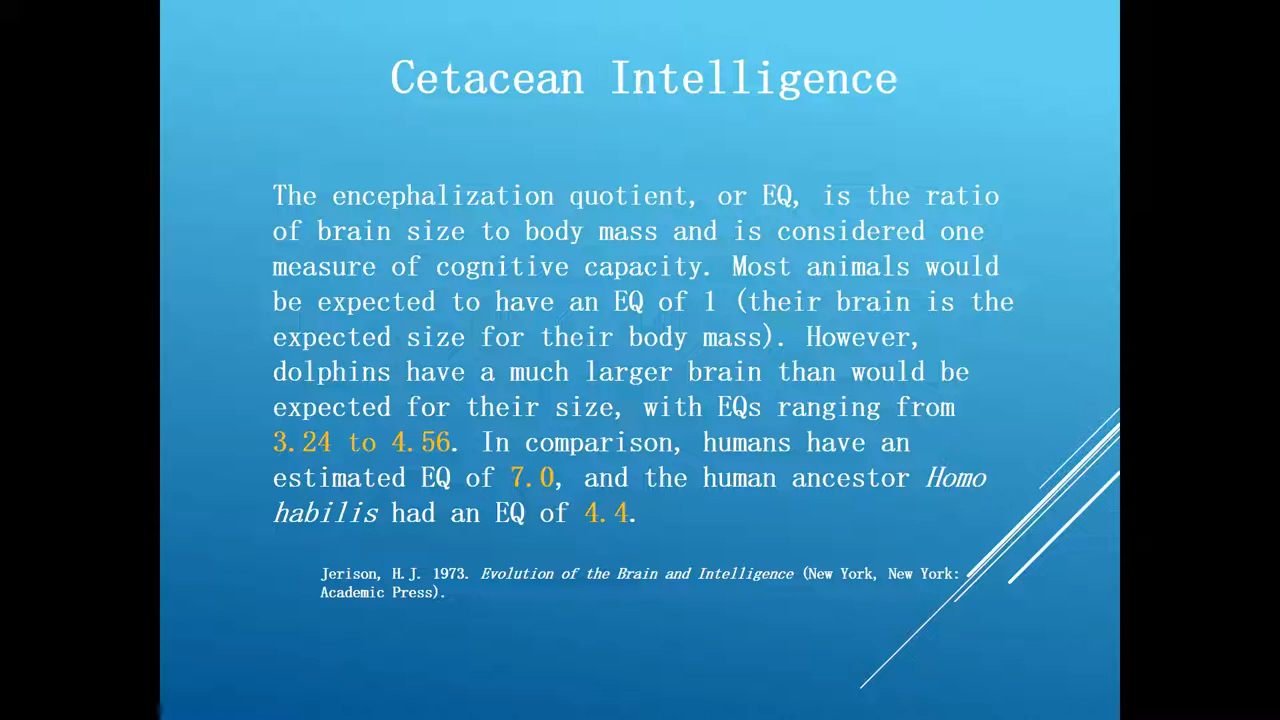 Cetacean Intelligence
The encephalization quotient, or EQ, is the ratio
of brain size to body mass and is considered one
measure of cognitive capacity. Most animals would
be expected to have an EQ of 1 (their brain is the
expected size for their body mass). However,
dolphins have a much larger brain than would be
expected for their size, with EQs ranging from
3.24 to 4.56. In comparison, humans have an
estimated EQ of 7.0, and the human ancestor Homo
habilis had an EQ of 4.4.
Jerison, H.J. 1973. Evolution of the Brain and Intelligence (New York, New York:
Academic Press).